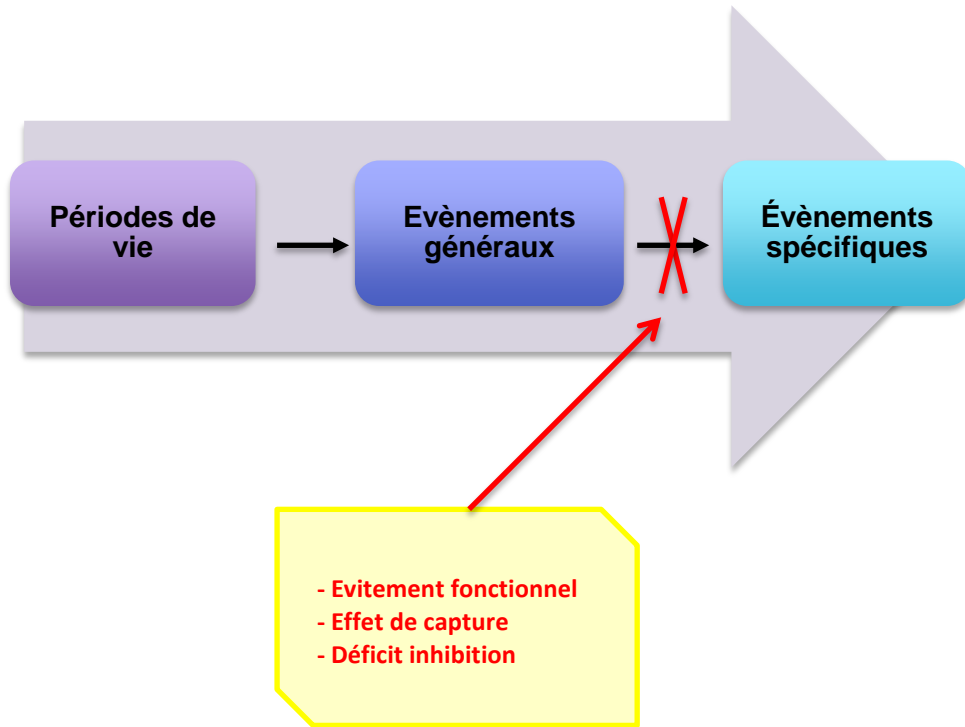 Périodes de
vie
Evènements
généraux
Évènements
spécifiques
- Evitement fonctionnel
- Effet de capture
- Déficit inhibition